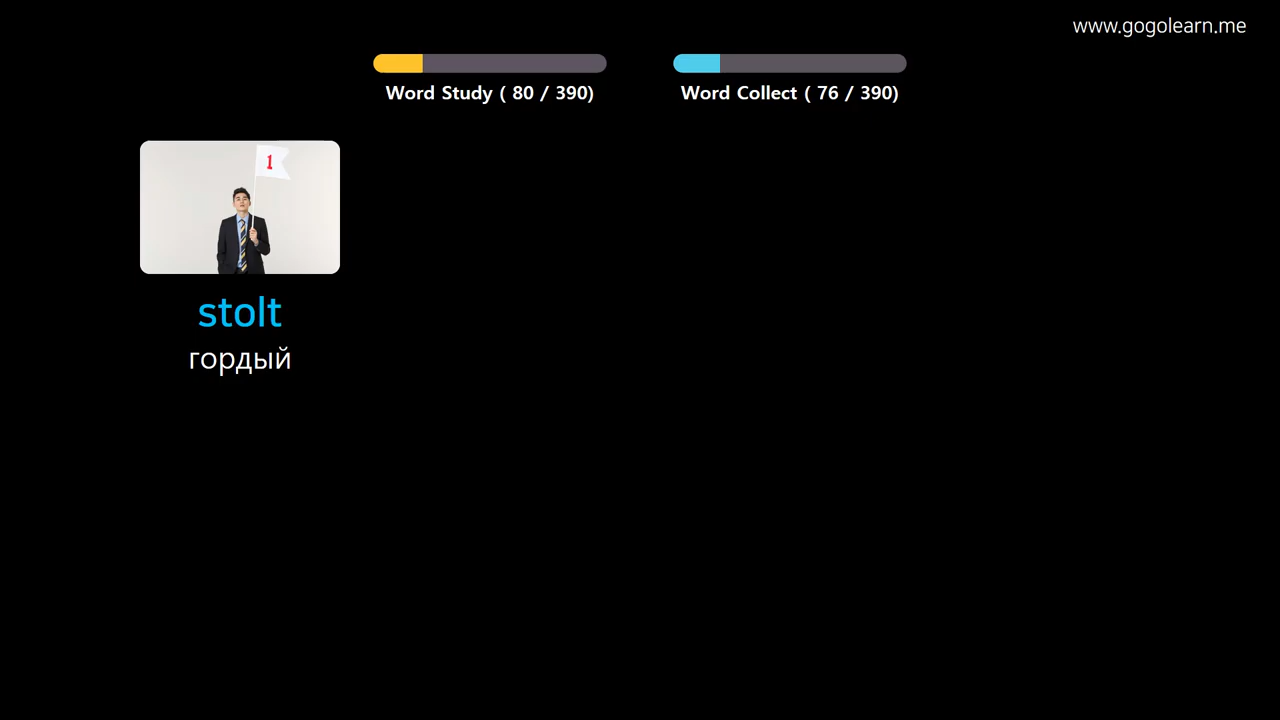 www.gogolearn.me
Word Study ( 80 / 390)
Word Collect ( 76 / 390)
1
stolt
гордый